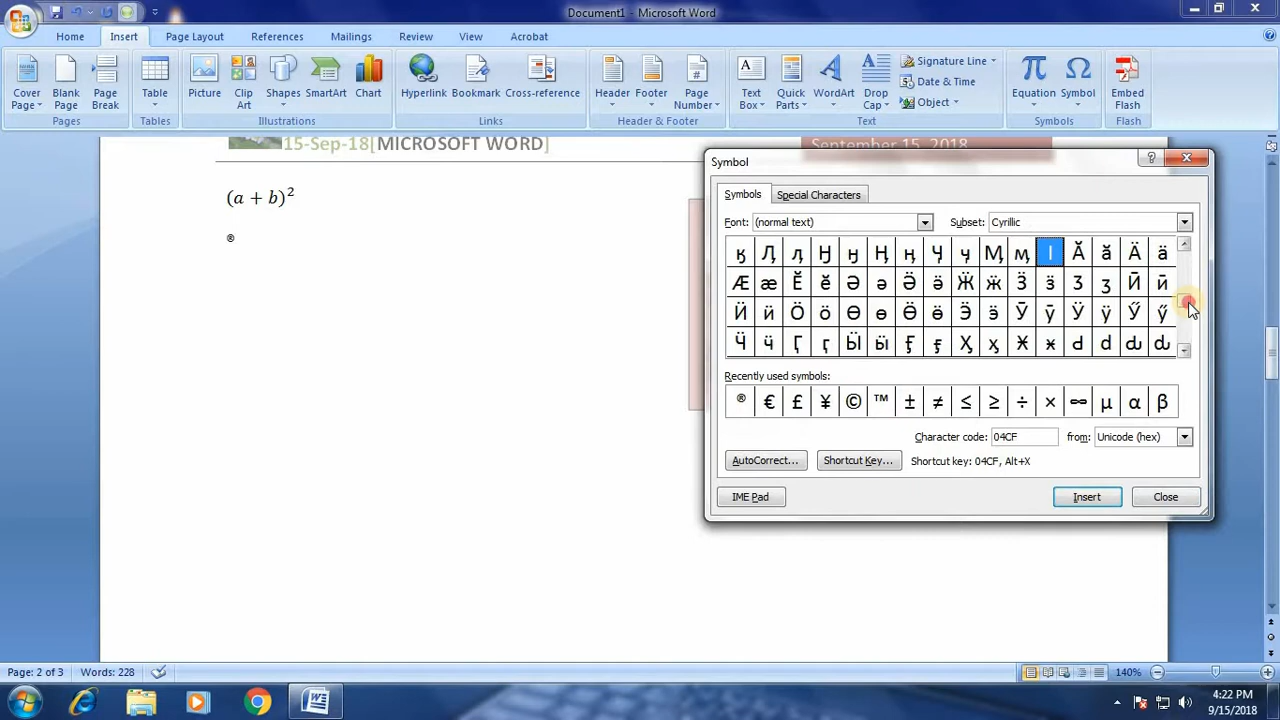 Document1 - Microsoft Word
Home Insert Page Layout References Mailings Review View Acrobat
Cover Page Blank Page Page Break Table Picture Clip Art Shapes SmartArt Chart Hyperlink Bookmark Cross-reference Header Footer Page Number Text Box Quick Parts WordArt Drop Cap Signature Line Date & Time Object Equation Symbol Embed Flash
Pages Tables Illustrations Links Header & Footer Text Symbols Flash
15-Sep-18[MICROSOFT WORD] September 15, 2018
(a + b)²
®
Symbol
Symbols Special Characters
Font: (normal text) Subset: Cyrillic
ӄ Ӆ ӆ Ӈ ӈ Ӊ ӊ Ӌ ӌ Ӎ ӎ ӏ Ӑ ӑ Ӓ ӓ
Ӕ ӕ Ӗ ӗ Ә ә Ӛ ӛ Ӝ ӝ Ӟ ӟ Ӡ ӡ Ӣ ӣ
Ӥ ӥ Ӧ ӧ Ө ө Ӫ ӫ Ӭ ӭ Ӯ ӯ Ӱ ӱ Ӳ ӳ
Ӵ ӵ Ӷ ӷ Ӹ ӹ Ӻ ӻ Ӽ ӽ Ӿ ӿ Ԁ ԁ Ԃ ԃ
Recently used symbols:
® € £ ¥ © ™ ± ≠ ≤ ≥ ÷ × ∞ µ α β
Character code: 04CF from: Unicode (hex)
AutoCorrect... Shortcut Key... Shortcut key: 04CF, Alt+X
IME Pad Insert Close
Page: 2 of 3 Words: 228 140%
4:22 PM
9/15/2018